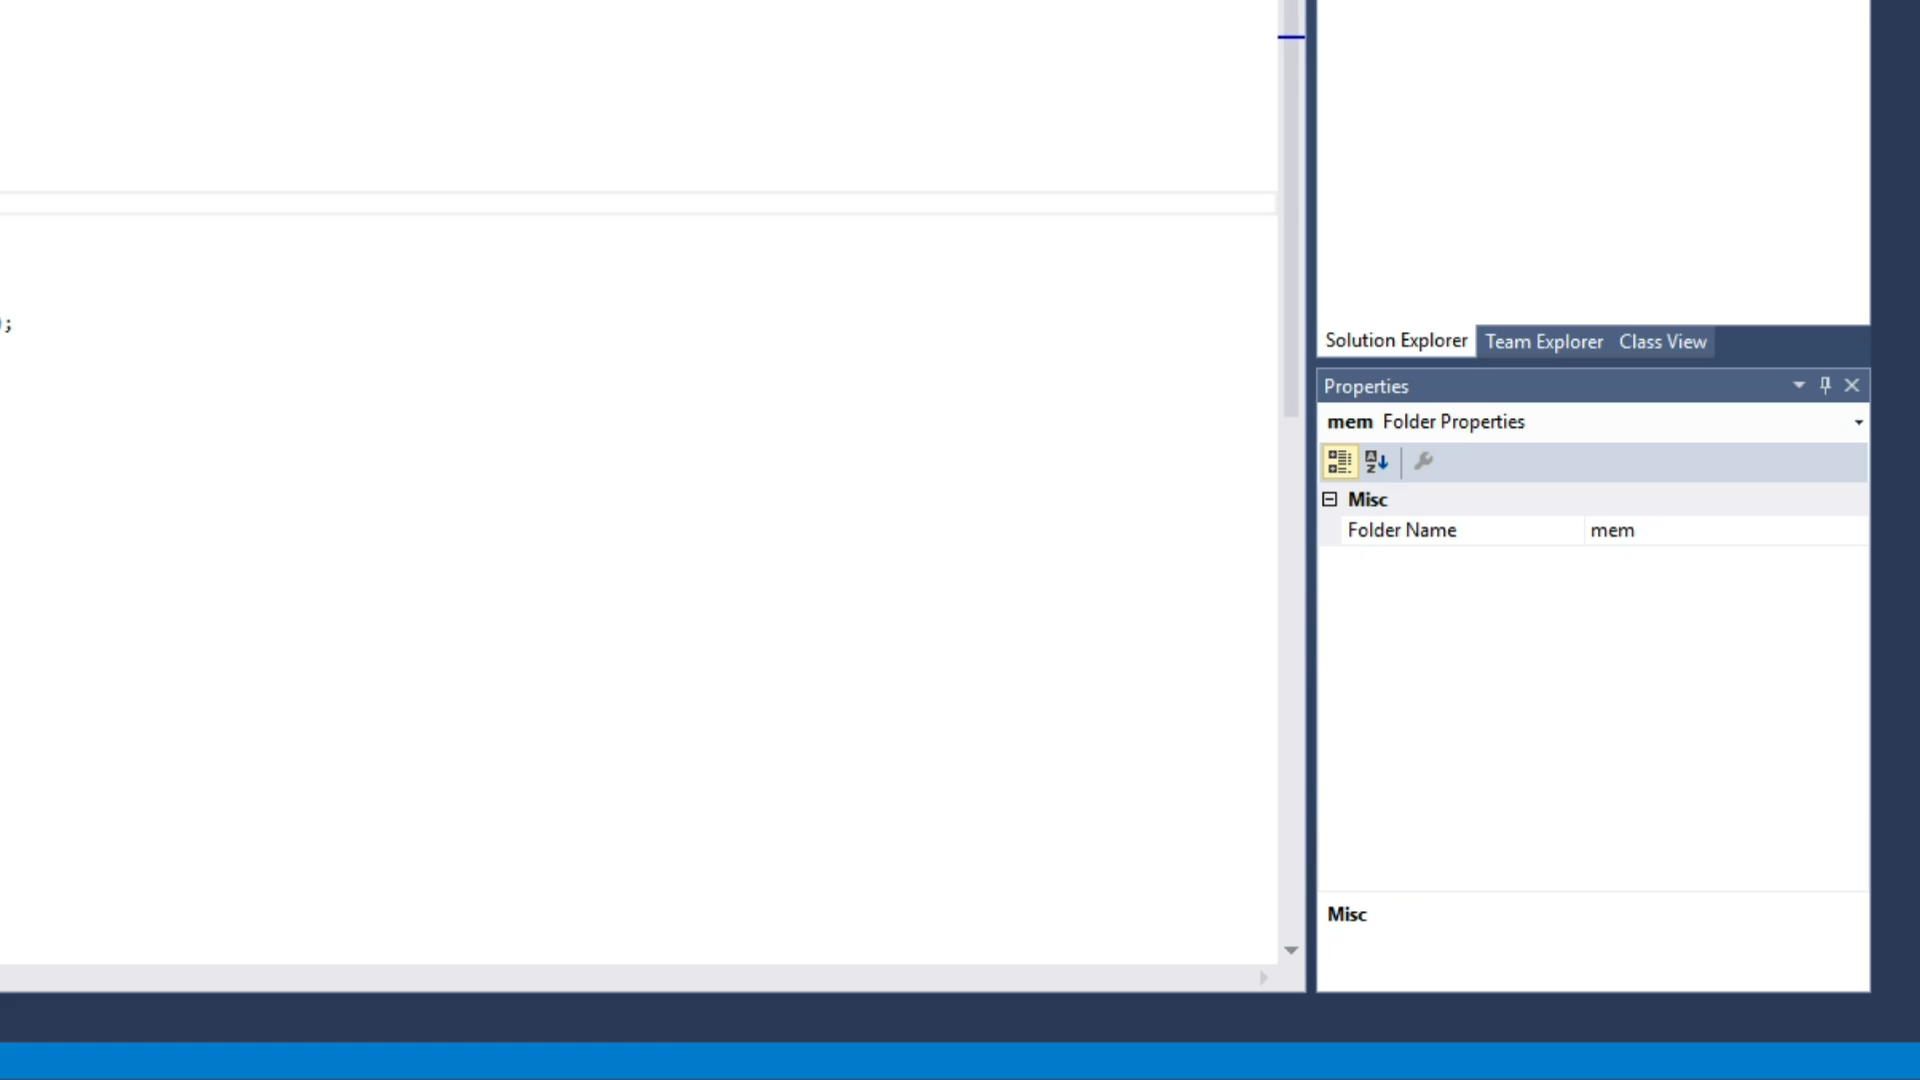 );
Solution Explorer Team Explorer Class View
Properties
mem Folder Properties
Misc
Folder Name mem
Misc